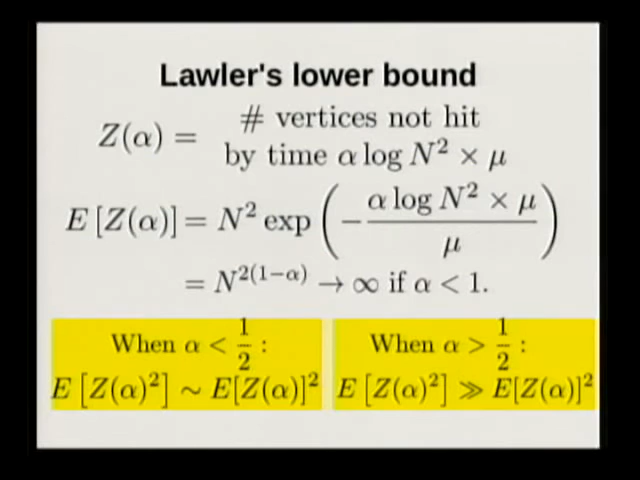 Lawler's lower bound
Z(α) = # vertices not hit
by time α log N² × μ
E [Z(α)] = N² exp (− α log N² × μ / μ)
= N^{2(1−α)} → ∞ if α < 1.
When α < 1/2 :
E [Z(α)²] ∼ E[Z(α)]²
When α > 1/2 :
E [Z(α)²] ≫ E[Z(α)]²